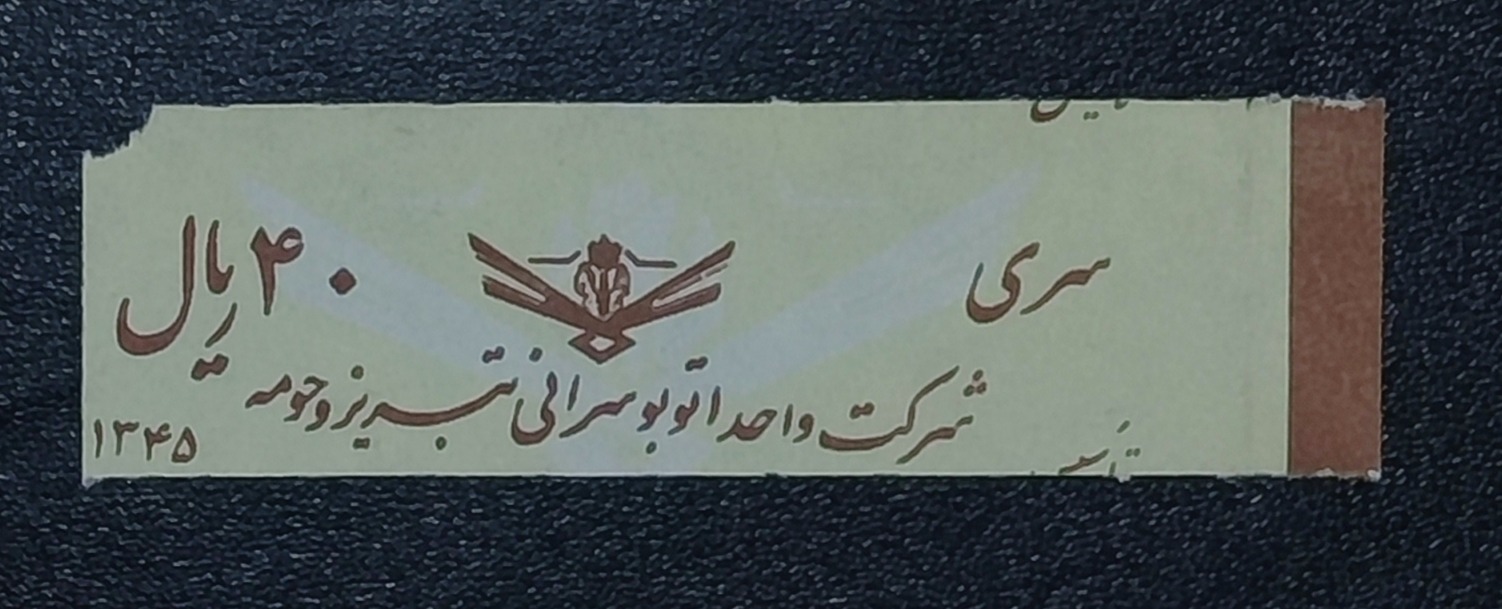 سری
۴۰ ریال
شرکت واحد اتوبوسرانی تبریز و حومه
۱۳۴۵